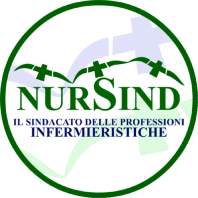 NURSIND
IL SINDACATO DELLE PROFESSIONI
INFERMIERISTICHE